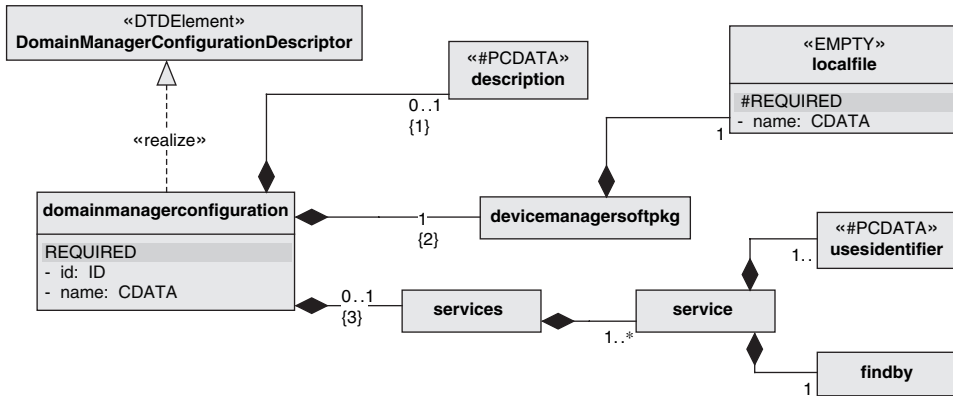 «DTDElement»
DomainManagerConfigurationDescriptor
«#PCDATA»
description
«EMPTY»
localfile
#REQUIRED
- name: CDATA
0..1
{1}
1
«realize»
domainmanagerconfiguration
REQUIRED
- id: ID
- name: CDATA
1
{2}
devicemanagersoftpkg
«#PCDATA»
usesidentifier
1..
0..1
{3}
services
1..*
service
findby
1